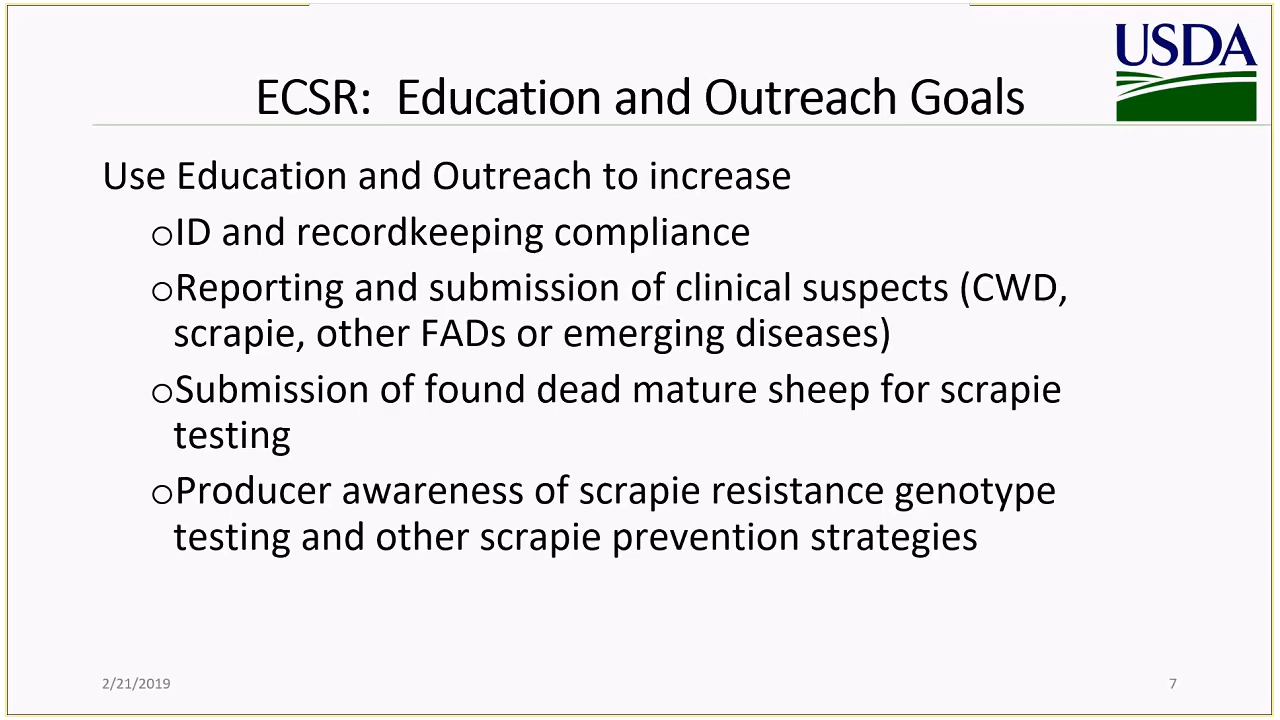 USDA
ECSR: Education and Outreach Goals
Use Education and Outreach to increase
oID and recordkeeping compliance
oReporting and submission of clinical suspects (CWD,
scrapie, other FADs or emerging diseases)
oSubmission of found dead mature sheep for scrapie
testing
oProducer awareness of scrapie resistance genotype
testing and other scrapie prevention strategies
2/21/2019
7